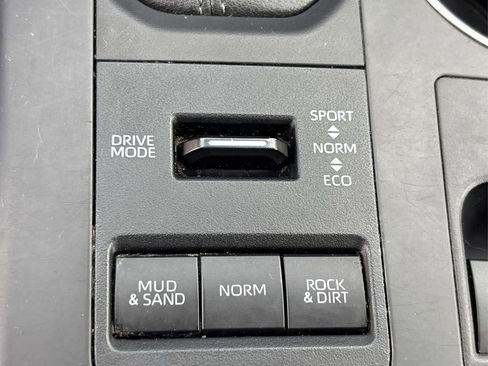 DRIVE
MODE
SPORT
NORM
ECO
MUD
& SAND
NORM
ROCK
& DIRT